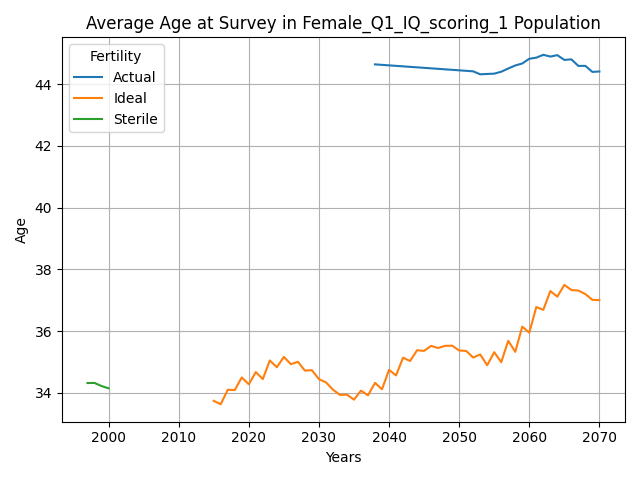 Average Age at Survey in Female_Q1_IQ_scoring_1 Population
Fertility
Actual
Ideal
Sterile
Age
44
42
40
38
36
34
2000 2010 2020 2030 2040 2050 2060 2070
Years